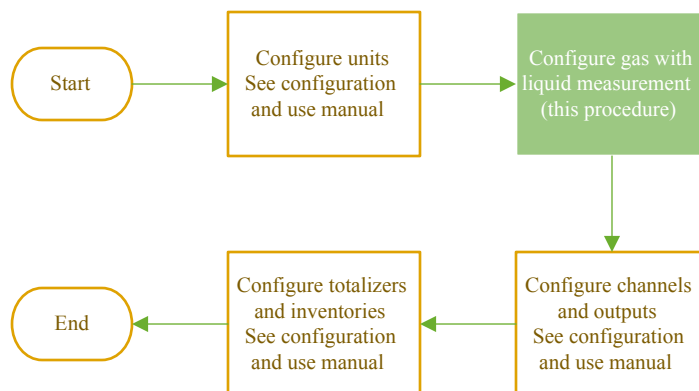 Start
Configure units
See configuration
and use manual
Configure gas with
liquid measurement
(this procedure)
Configure channels
and outputs
See configuration
and use manual
Configure totalizers
and inventories
See configuration
and use manual
End